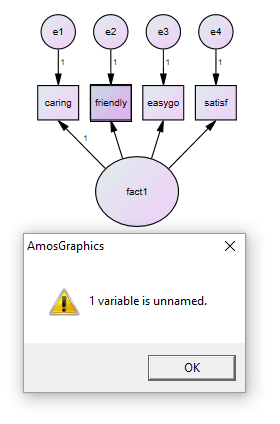 e1 e2 e3 e4
1 1 1 1
caring friendly easygo satisf
1
fact1
AmosGraphics
1 variable is unnamed.
OK